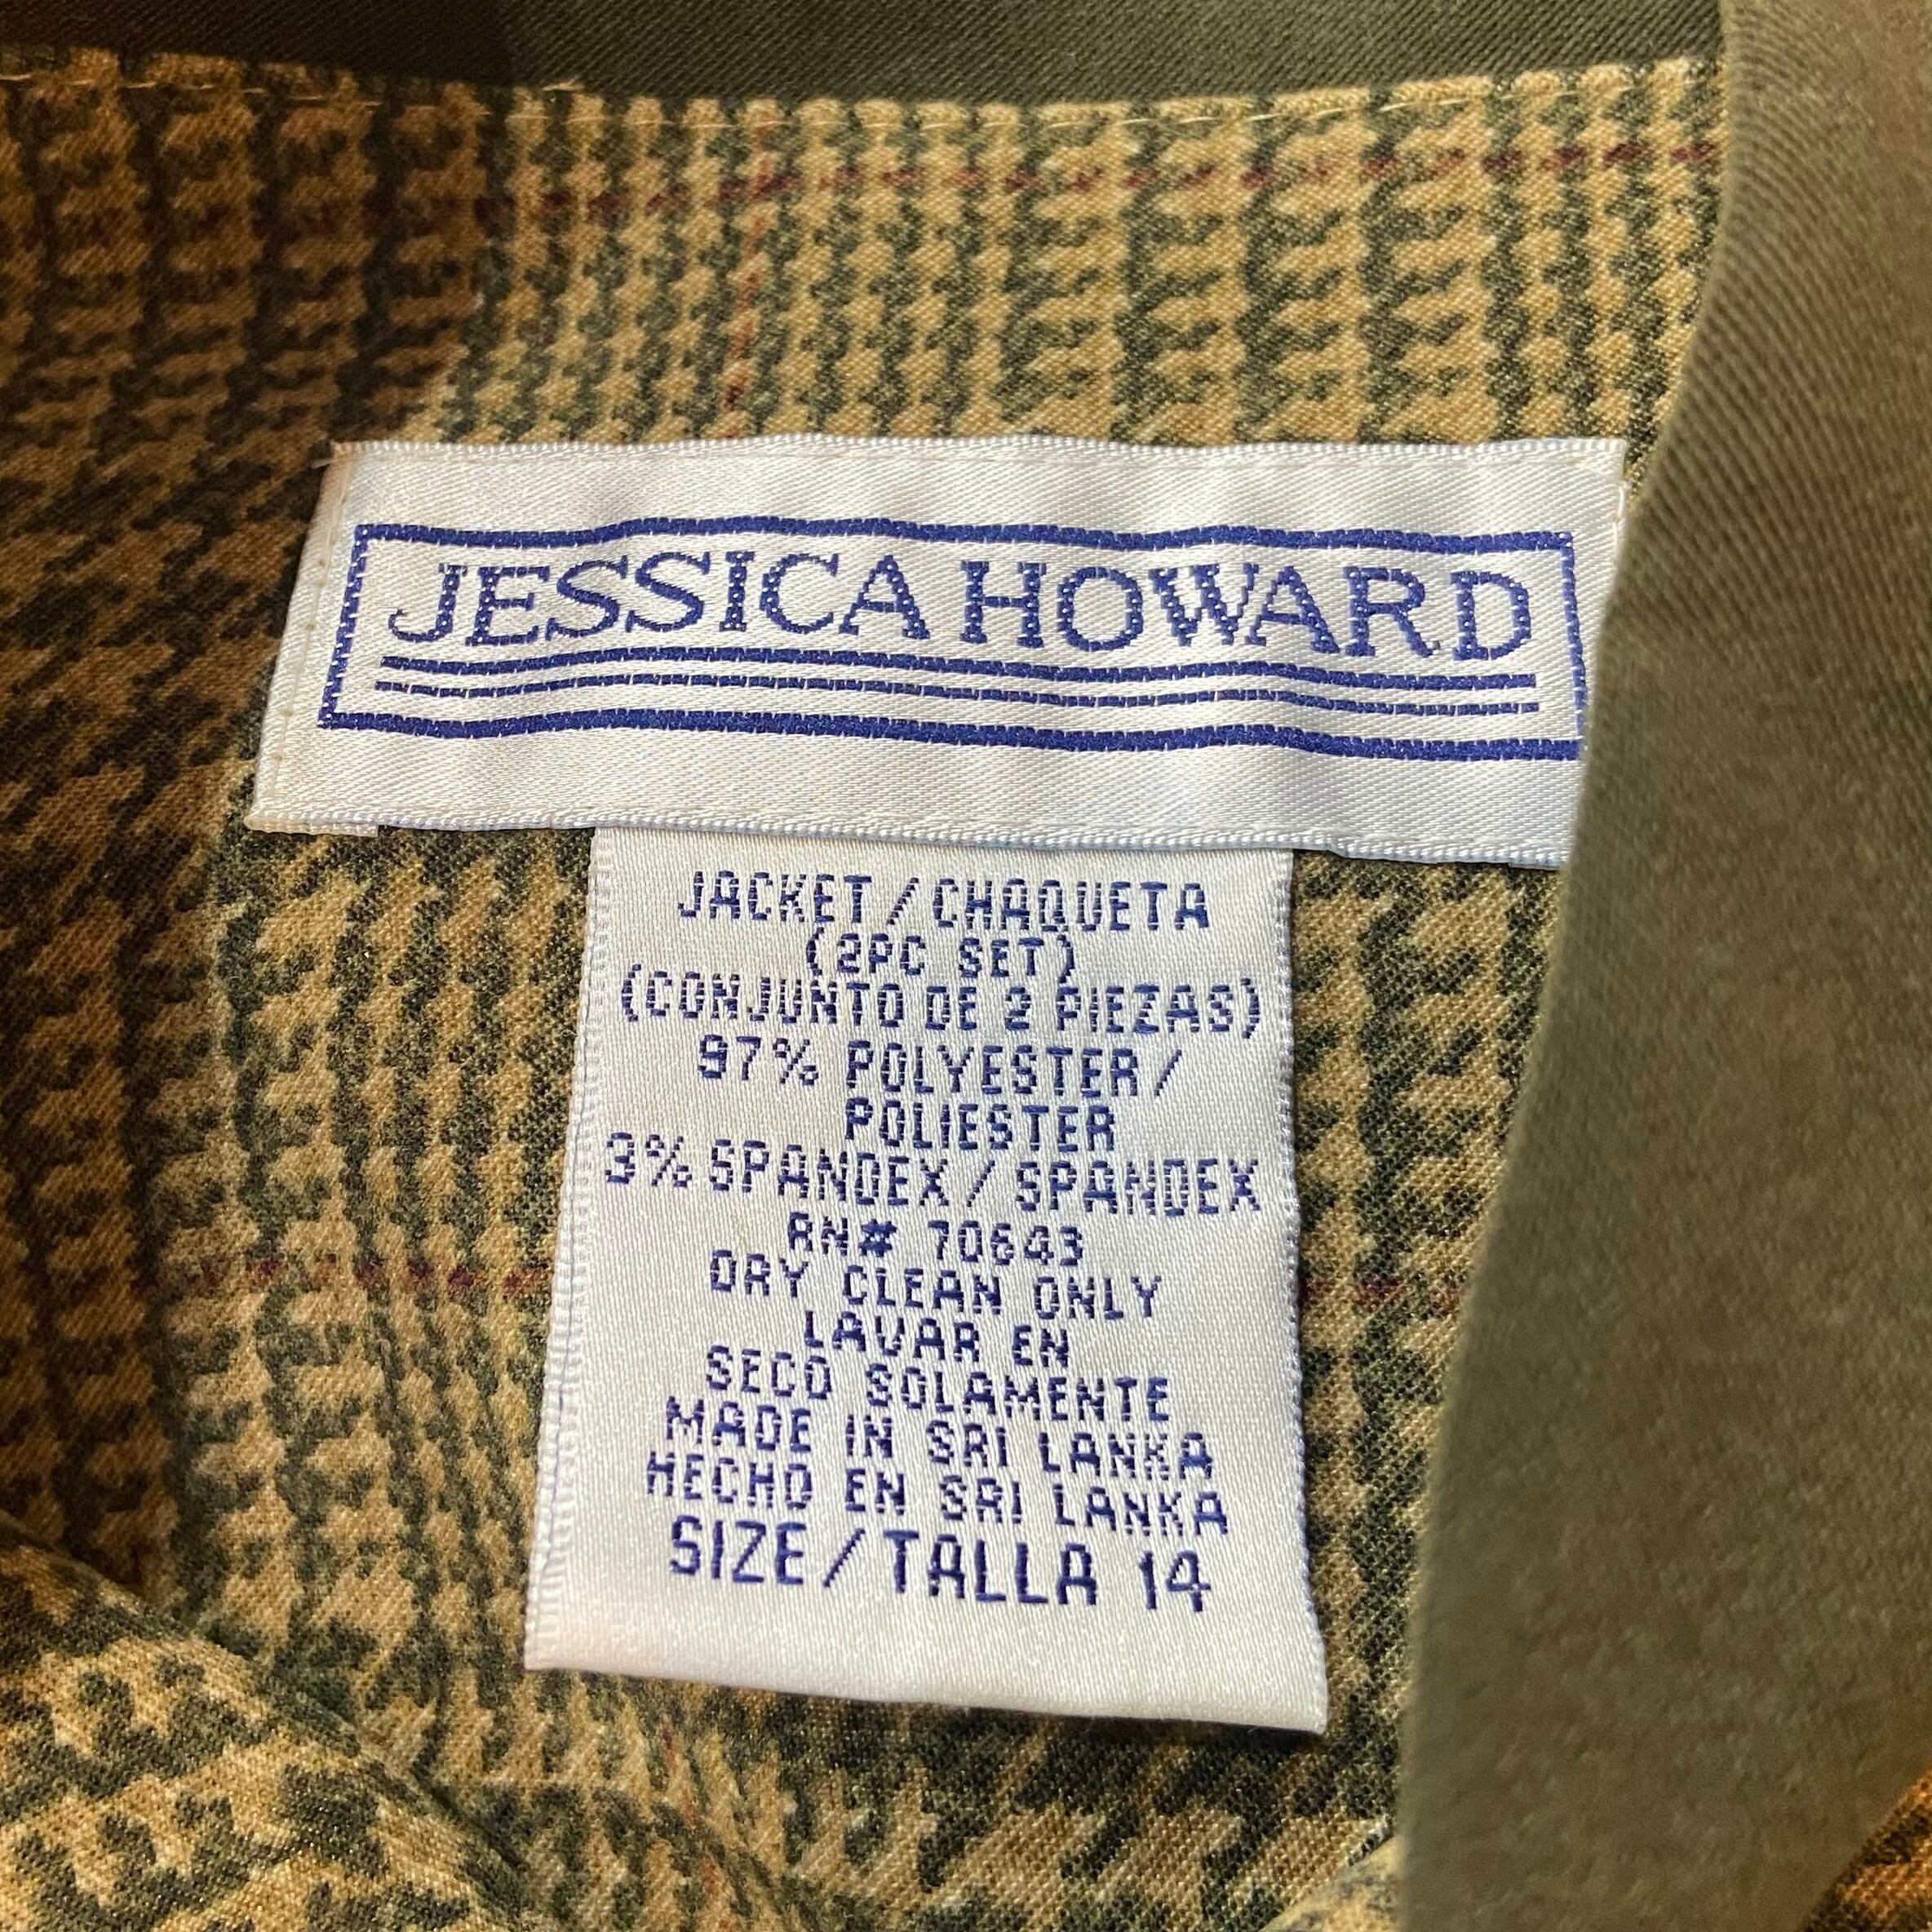 JESSICA HOWARD
JACKET / CHAQUETA
(2PC SET)
(CONJUNTO DE 2 PIEZAS)
97% POLYESTER /
POLIESTER
3% SPANDEX / SPANDEX
RN# 70643
DRY CLEAN ONLY
LAVAR EN
SECO SOLAMENTE
MADE IN SRI LANKA
HECHO EN SRI LANKA
SIZE / TALLA 14